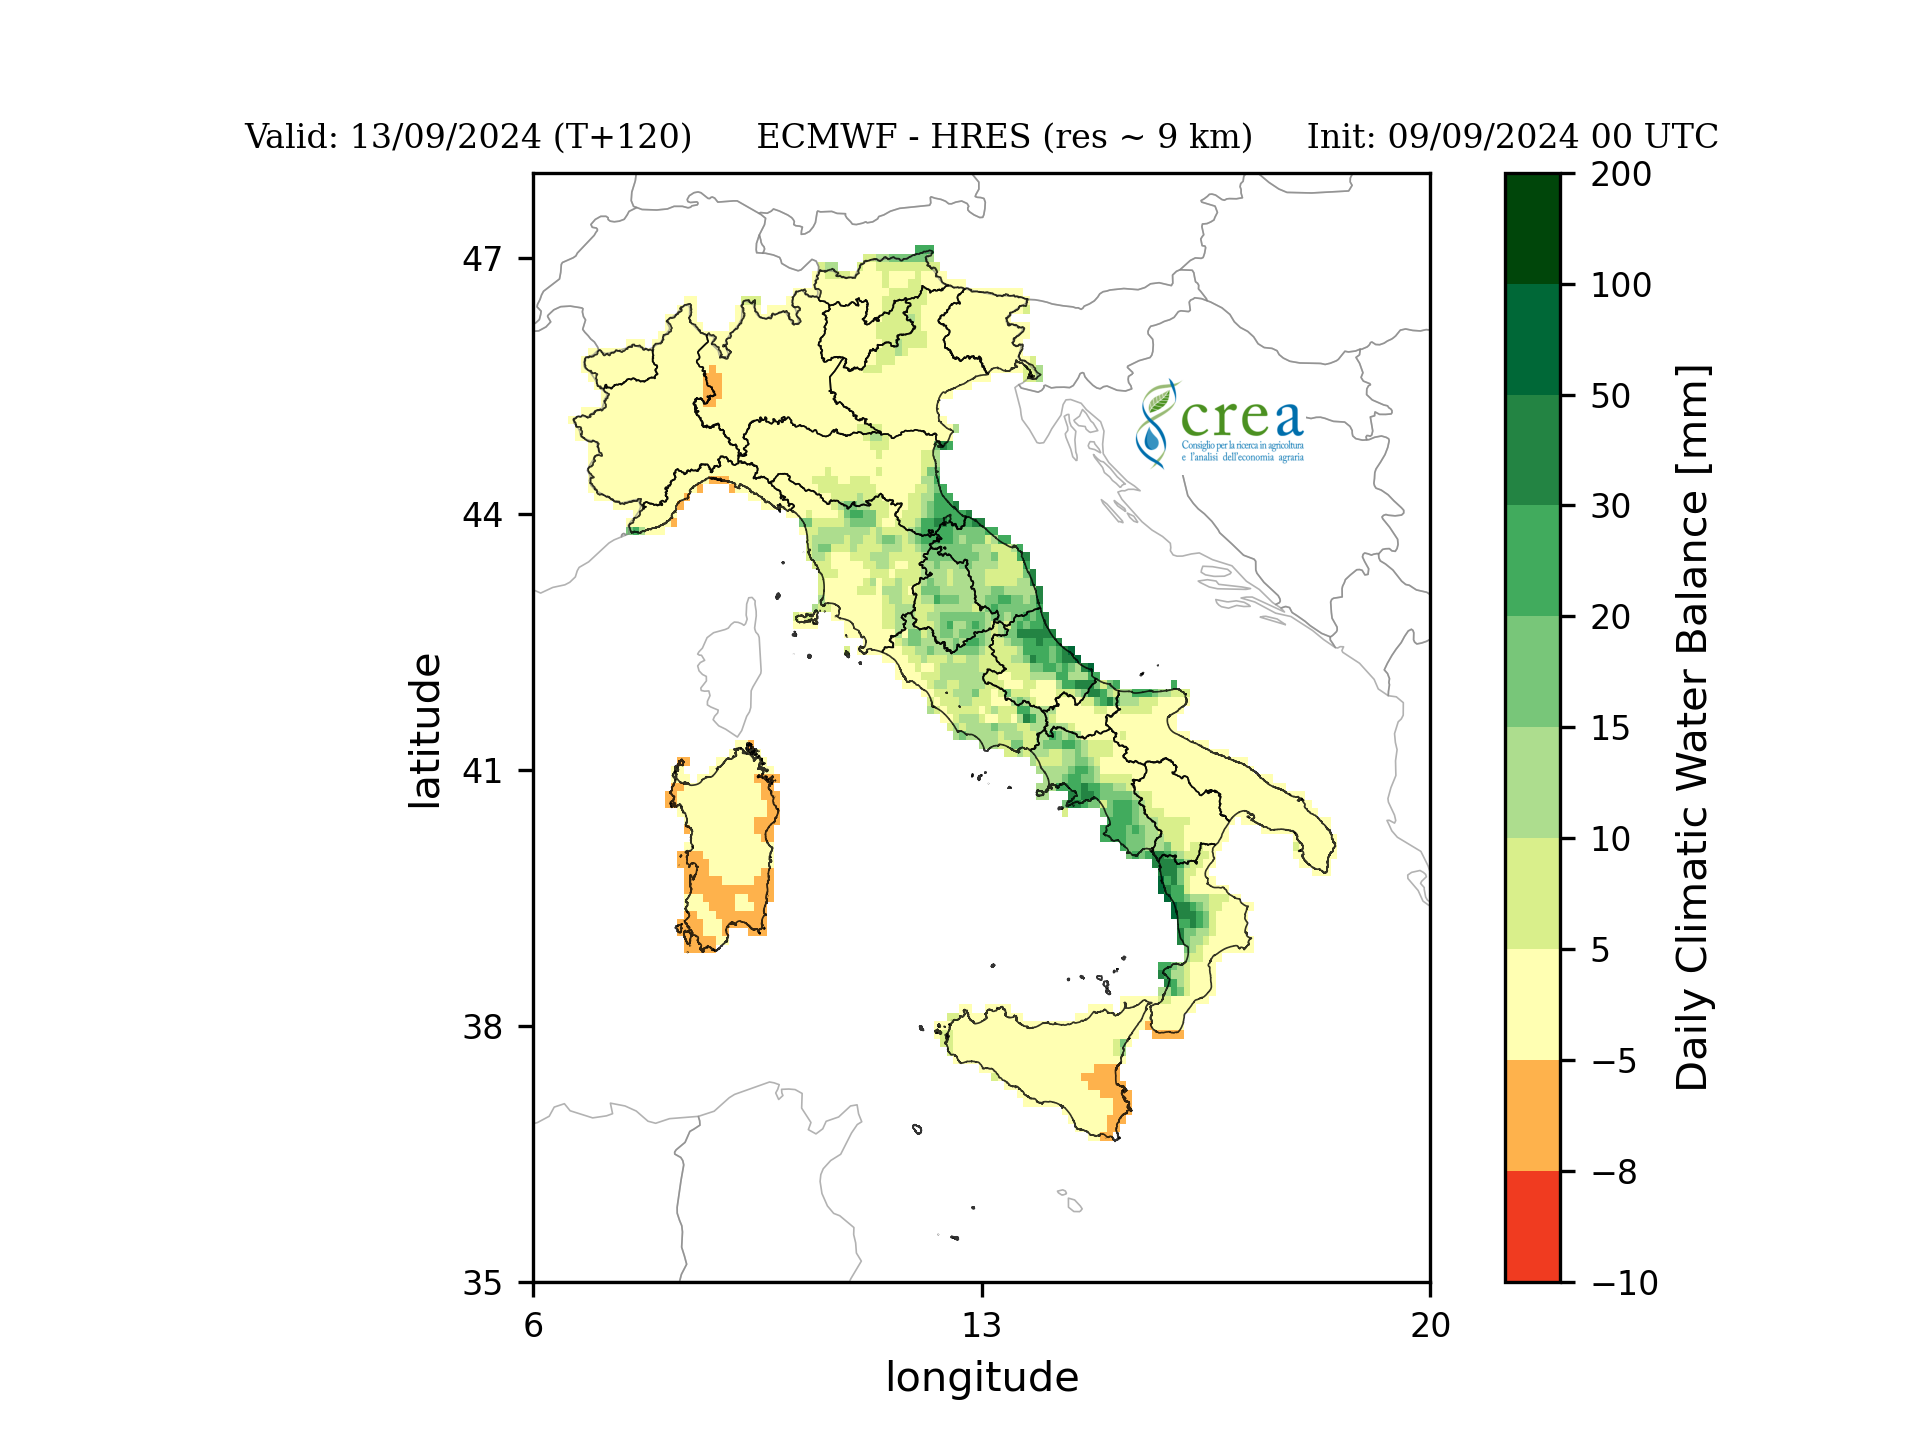 Valid: 13/09/2024 (T+120) ECMWF - HRES (res ~ 9 km) Init: 09/09/2024 00 UTC
47
44
41
38
35
latitude
6 13 20
longitude
crea
Consiglio per la ricerca in agricoltura
e l'analisi dell'economia agraria
200
100
50
30
20
15
10
5
−5
−8
−10
Daily Climatic Water Balance [mm]